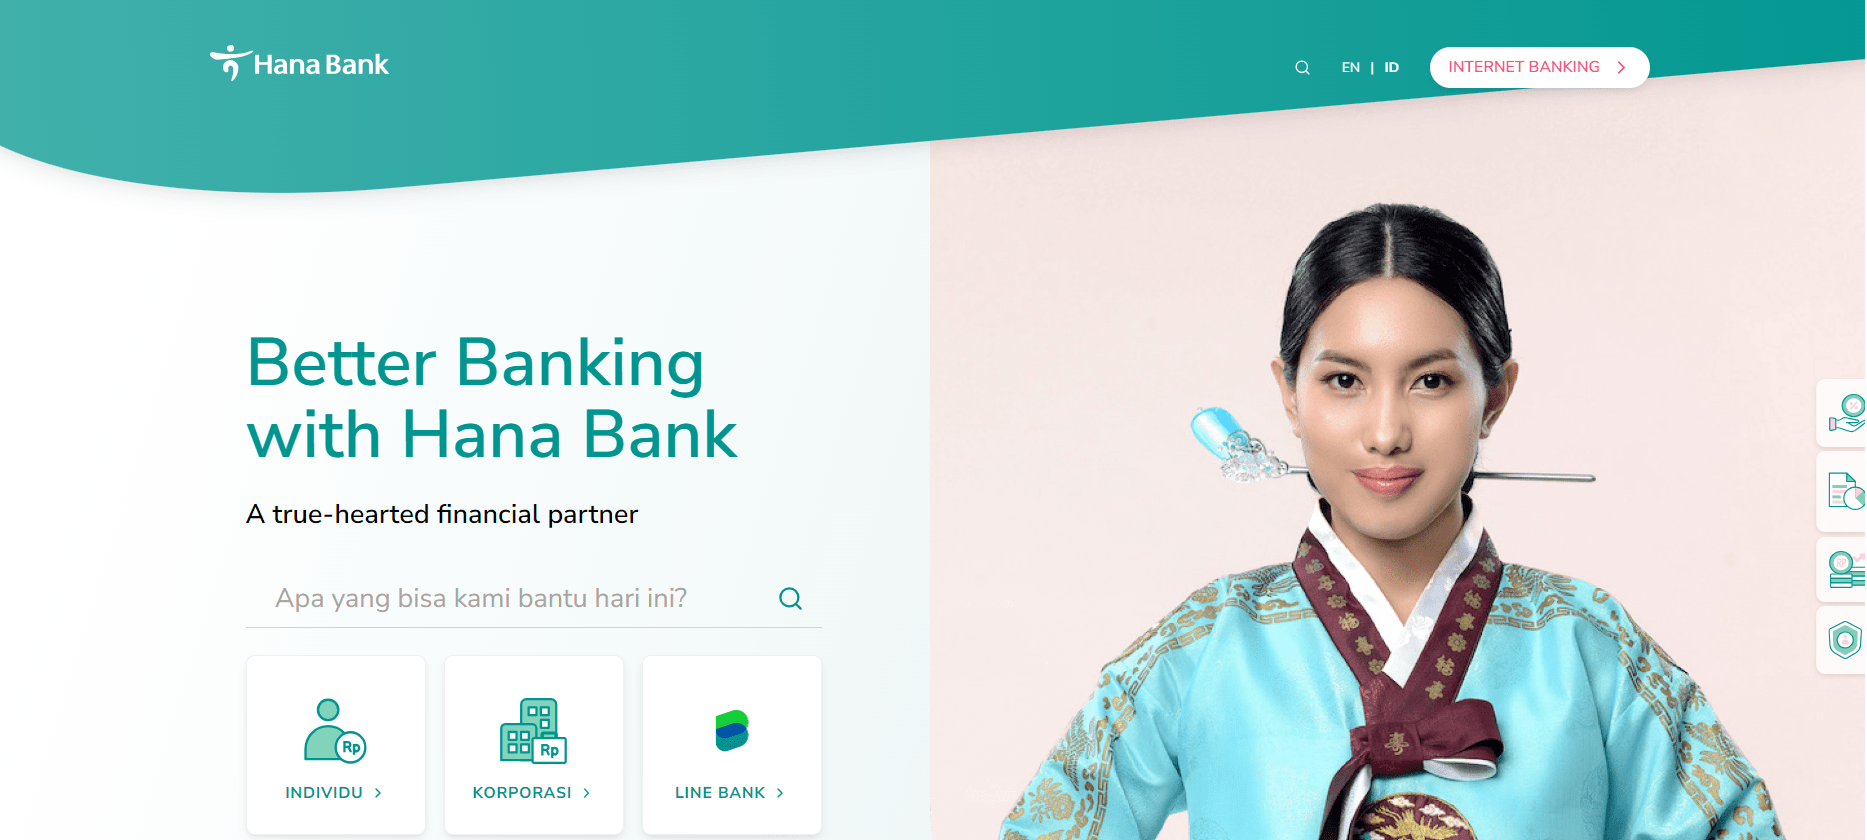 Hana Bank
EN | ID
INTERNET BANKING
Better Banking
with Hana Bank
A true-hearted financial partner
Apa yang bisa kami bantu hari ini?
Rp
INDIVIDU
Rp
KORPORASI
LINE BANK
RP